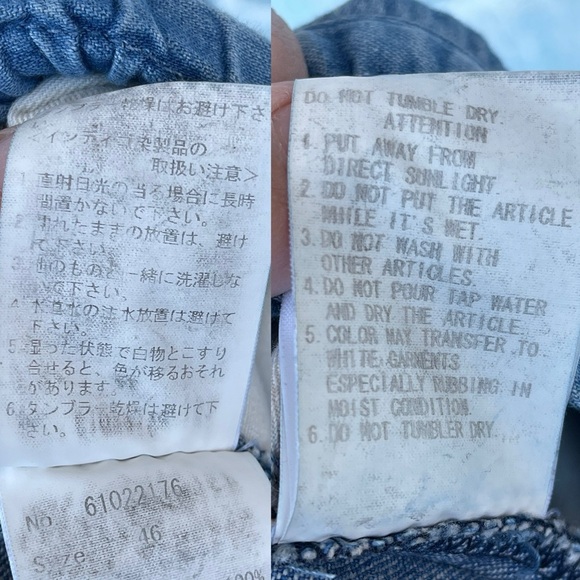 タンブラー乾燥はお避け下さ
い。
<インディゴ染製品の
取扱い注意>
1. 直射日光の当る場合に長時
間置かないで下さい。
2. ぬれたままの放置は、避け
て下さい。
3. 他のものと一緒に洗濯しな
いで下さい。
4. 水道水の注水放置は避けて
下さい。
5. 湿った状態で白物とこすり
合せると、色が移るおそれ
があります。
6. タンブラー乾燥は避けて下
さい。
No. 61022176
Size 46
100%
DO NOT TUMBLE DRY.
ATTENTION
1. PUT AWAY FROM
DIRECT SUNLIGHT.
2. DO NOT PUT THE ARTICLE
WHILE IT'S WET.
3. DO NOT WASH WITH
OTHER ARTICLES.
4. DO NOT POUR TAP WATER
AND DRY THE ARTICLE.
5. COLOR MAY TRANSFER TO
WHITE GARMENTS
ESPECIALLY RUBBING IN
MOIST CONDITION.
6. DO NOT TUMBLER DRY.